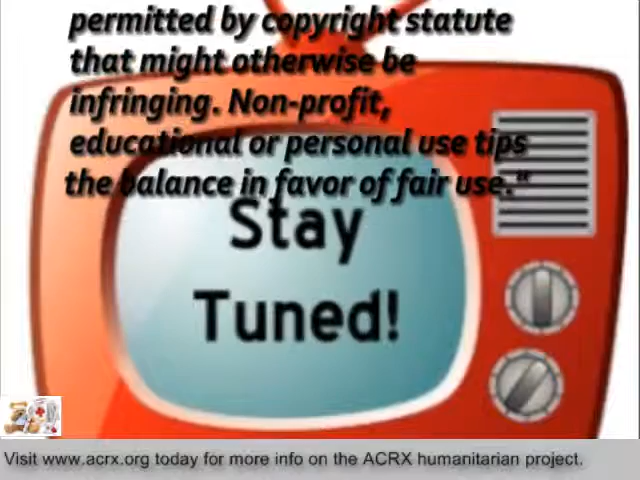 permitted by copyright statute
that might otherwise be
infringing. Non-profit,
educational or personal use tips
the balance in favor of fair use."
Stay
Tuned!
Visit www.acrx.org today for more info on the ACRX humanitarian project.